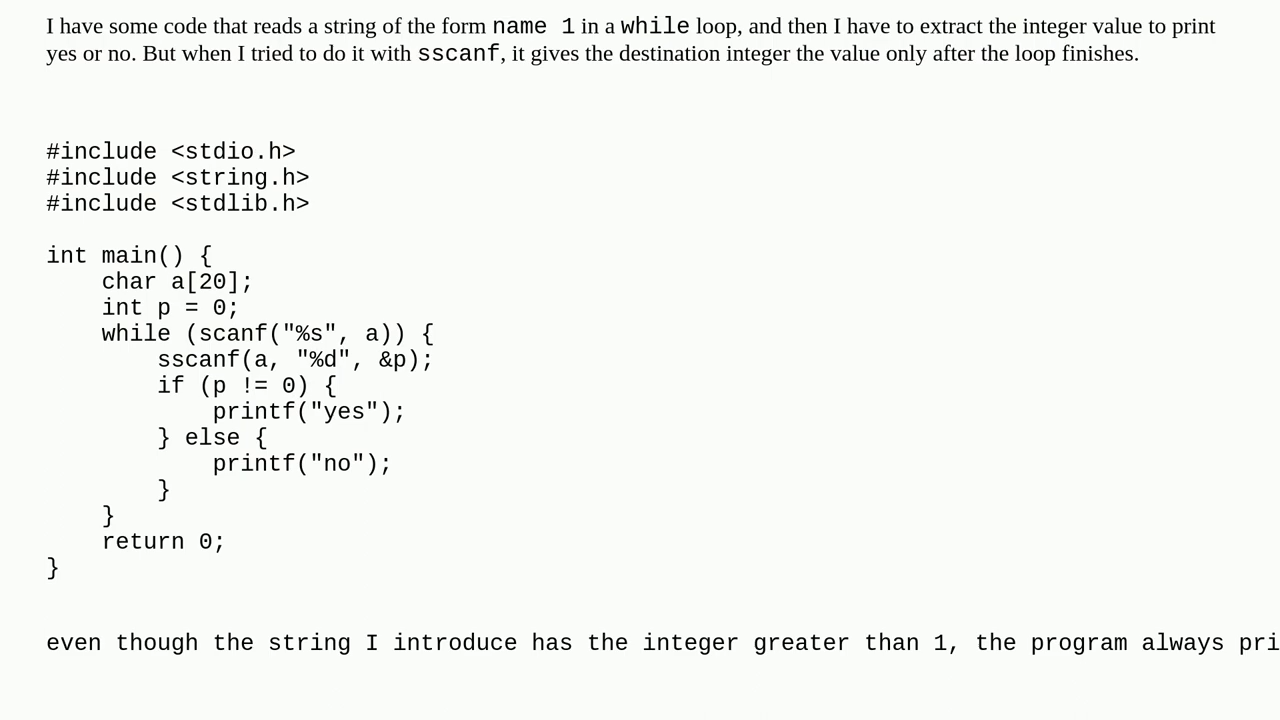 I have some code that reads a string of the form name 1 in a while loop, and then I have to extract the integer value to print
yes or no. But when I tried to do it with sscanf, it gives the destination integer the value only after the loop finishes.
#include <stdio.h>
#include <string.h>
#include <stdlib.h>
int main() {
    char a[20];
    int p = 0;
    while (scanf("%s", a)) {
        sscanf(a, "%d", &p);
        if (p != 0) {
            printf("yes");
        } else {
            printf("no");
        }
    }
    return 0;
}
even though the string I introduce has the integer greater than 1, the program always pri